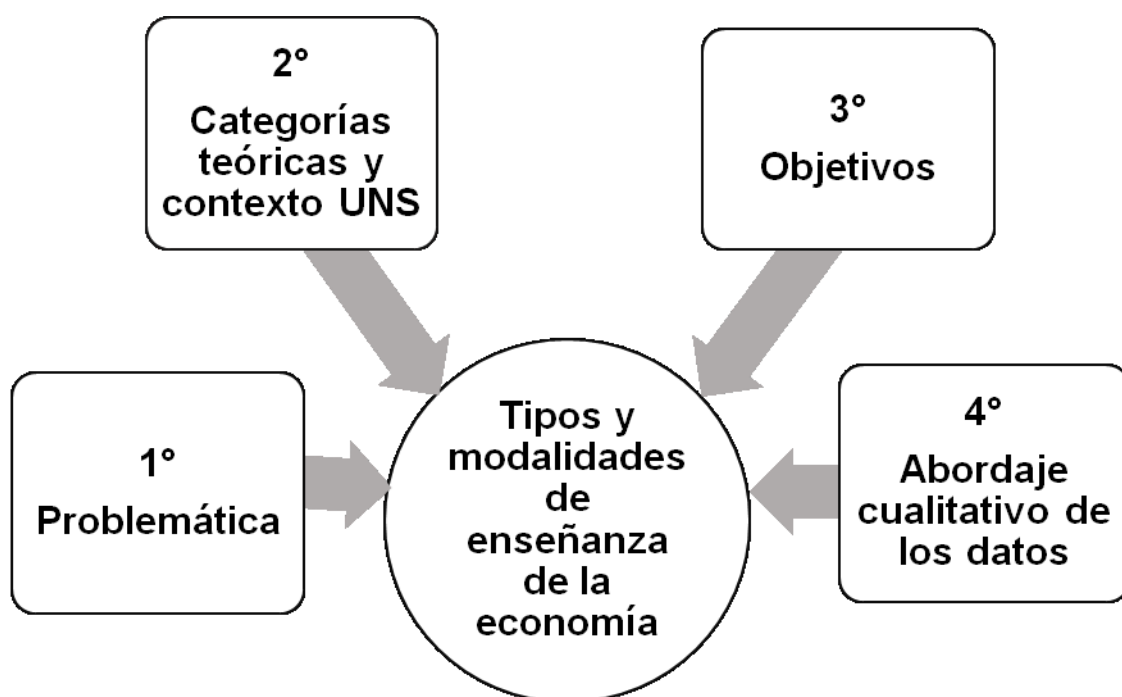 1°
Problemática
2°
Categorías
teóricas y
contexto UNS
3°
Objetivos
4°
Abordaje
cualitativo de
los datos
Tipos y
modalidades
de
enseñanza
de la
economía